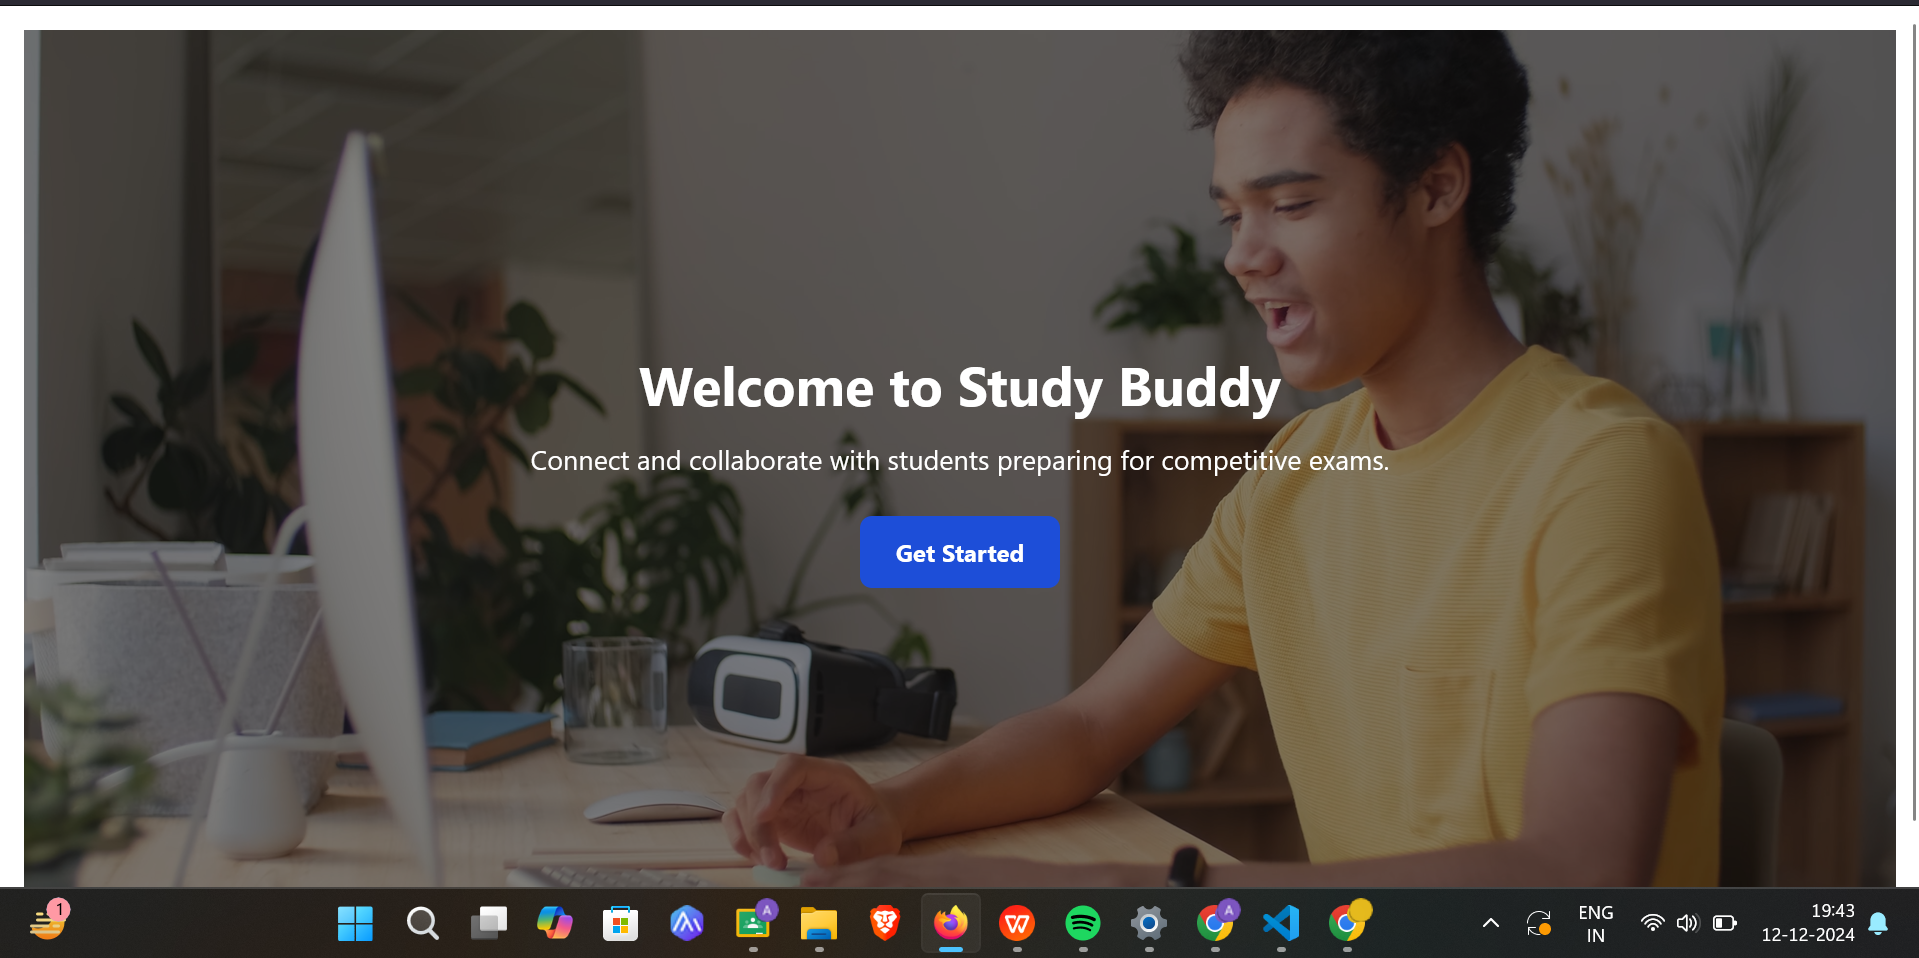 Welcome to Study Buddy
Connect and collaborate with students preparing for competitive exams.
Get Started
1
A
A
ENG
IN
19:43
12-12-2024